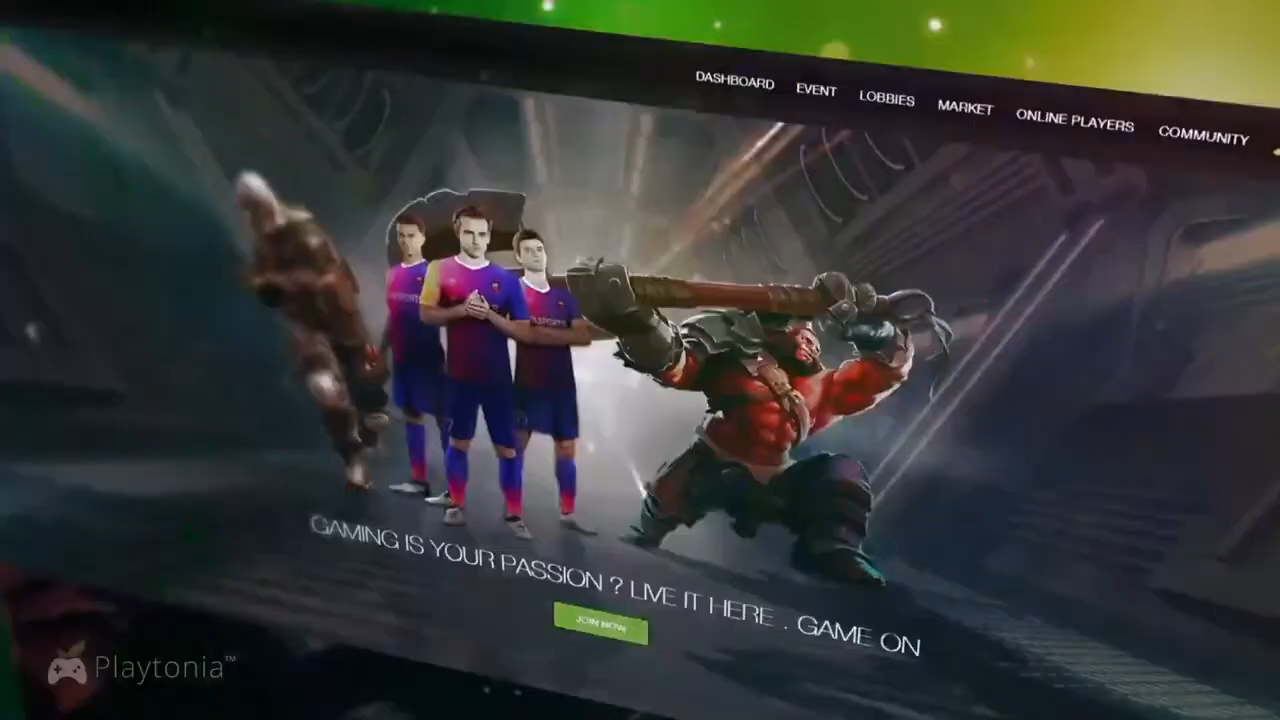 DASHBOARD EVENT LOBBIES MARKET ONLINE PLAYERS COMMUNITY
GAMING IS YOUR PASSION ? LIVE IT HERE . GAME ON
JOIN NOW
Playtonia™